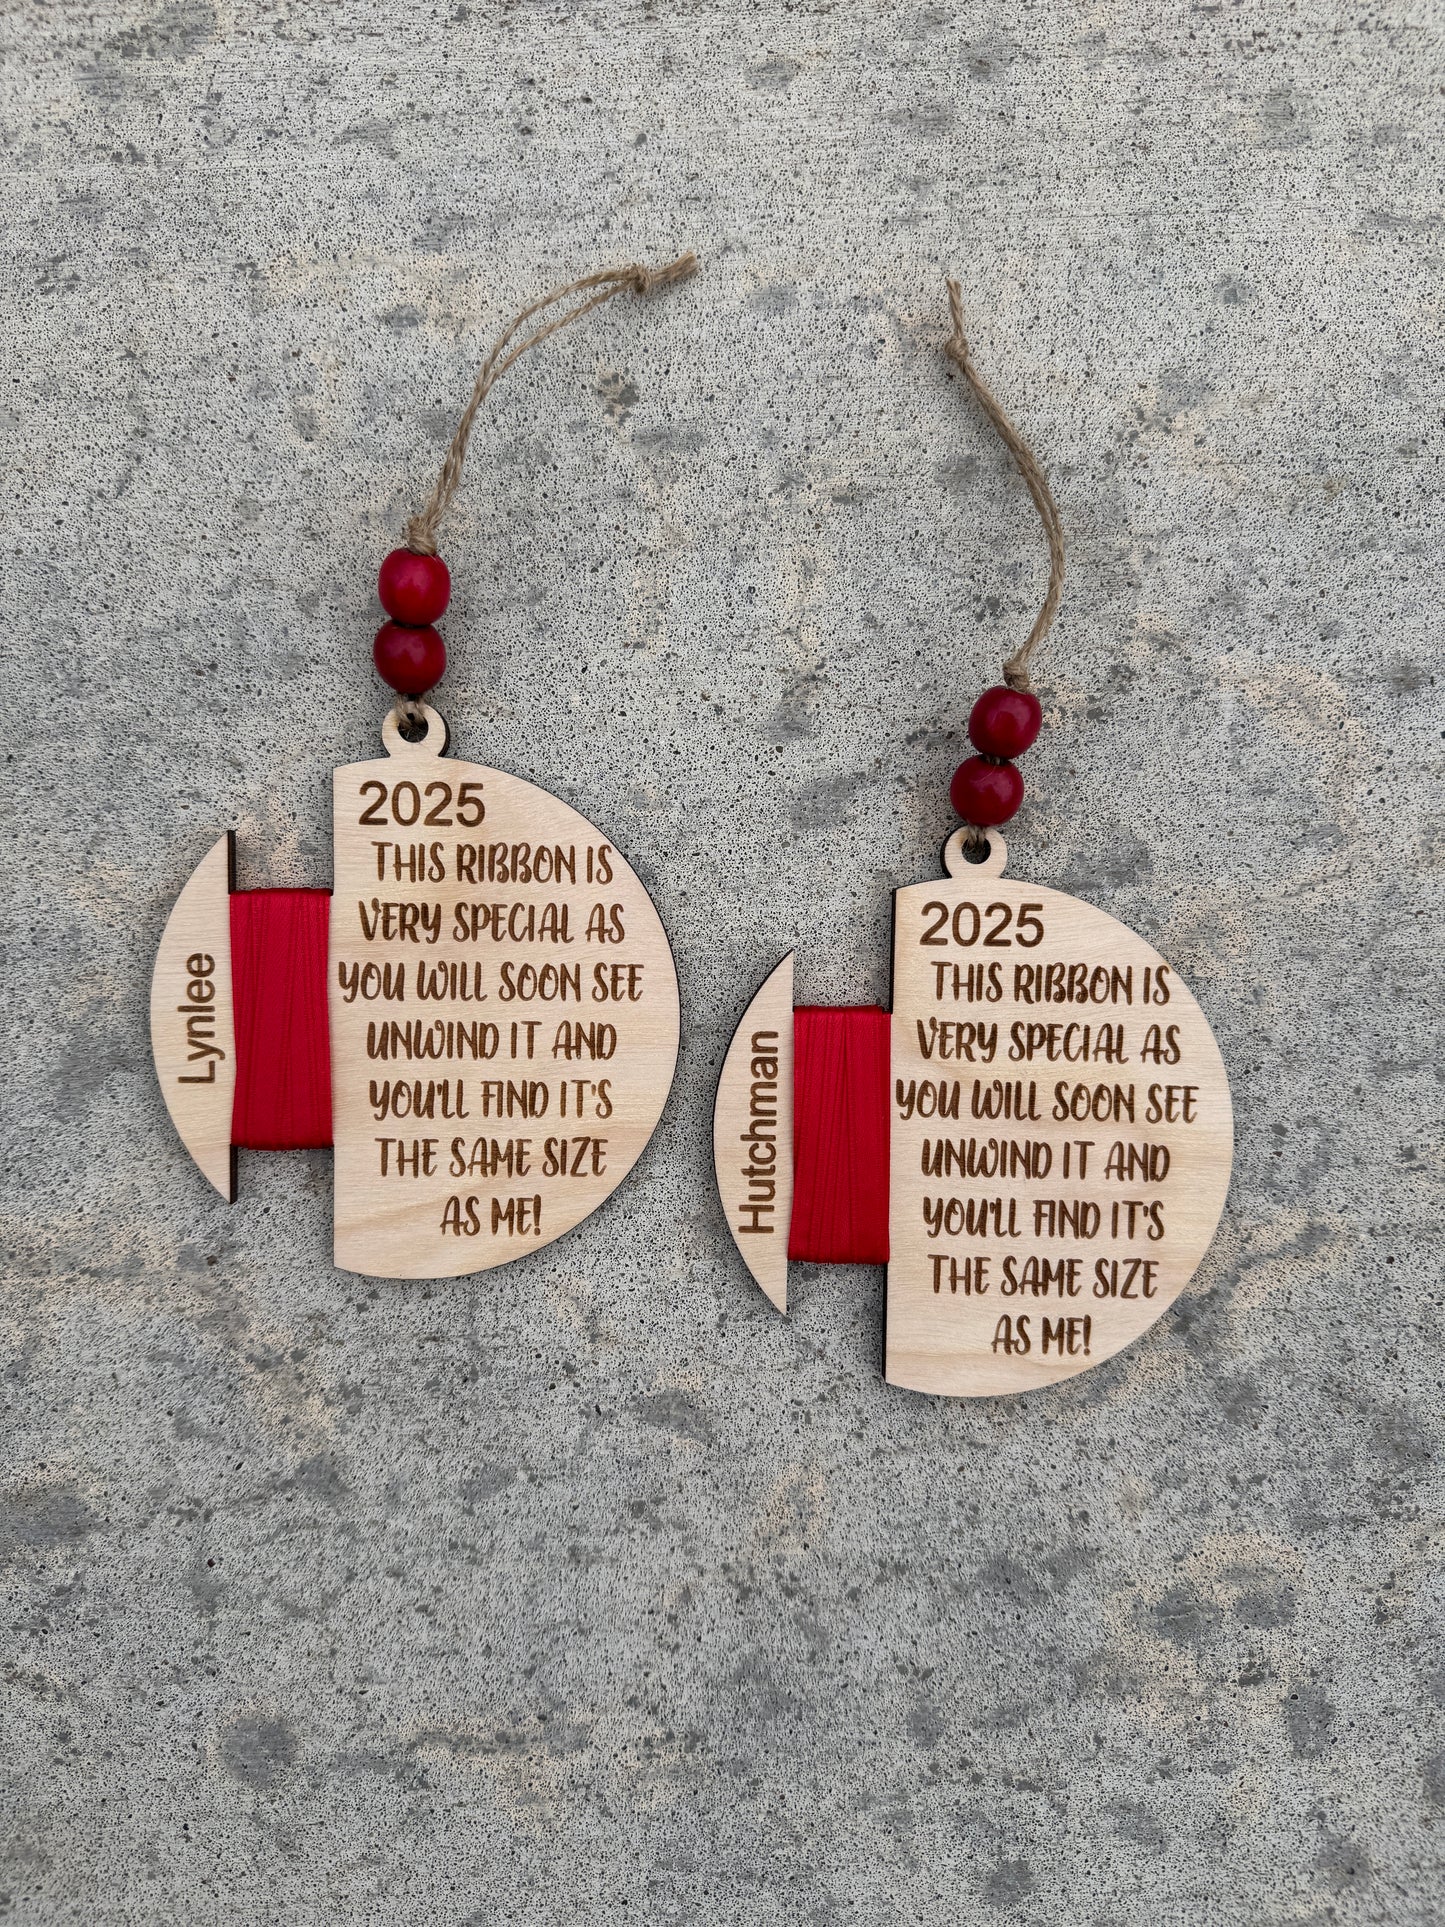 Lynlee
2025
THIS RIBBON IS
VERY SPECIAL AS
YOU WILL SOON SEE
UNWIND IT AND
YOU'LL FIND IT'S
THE SAME SIZE
AS ME!
Hutchman
2025
THIS RIBBON IS
VERY SPECIAL AS
YOU WILL SOON SEE
UNWIND IT AND
YOU'LL FIND IT'S
THE SAME SIZE
AS ME!